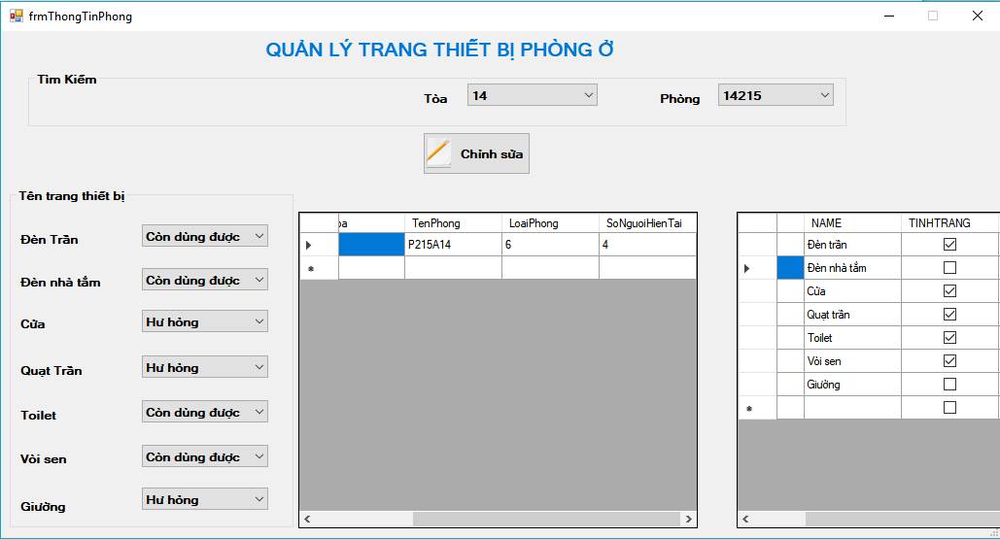 frmThongTinPhong
QUẢN LÝ TRANG THIẾT BỊ PHÒNG Ở
Tìm Kiếm
Tòa 14 Phòng 14215
Chỉnh sửa
Tên trang thiết bị
Đèn Trần Còn dùng được
Đèn nhà tắm Còn dùng được
Cửa Hư hỏng
Quạt Trần Hư hỏng
Toilet Còn dùng được
Vòi sen Còn dùng được
Giường Hư hỏng
oa TenPhong LoaiPhong SoNguoiHienTai
P215A14 6 4
NAME TINHTRANG
Đèn trần
Đèn nhà tắm
Cửa
Quạt trần
Toilet
Vòi sen
Giường